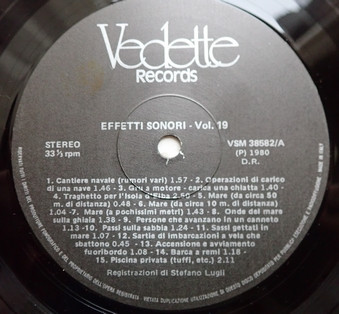 Vedette
Records
EFFETTI SONORI - Vol. 19
STEREO
33⅓ rpm
VSM 38582/A
(P) 1980
D.R.
1. Cantiere navale (rumori vari) 1.57 - 2. Operazioni di carico
di una nave 1.46 - 3. Gru a motore - carica una chiatta 1.40 -
4. Traghetto per l'Isola d'Elba 2.50 - 5. Mare (da circa 50
m. di distanza) 0.45 - 6. Mare (da circa 10 m. di distanza)
1.04 - 7. Mare (a pochissimi metri) 1.43 - 8. Onde del mare
sulla ghiaia 1.38 - 9. Persone che avanzano in un canneto
1.13 - 10. Passi sulla sabbia 1.24 - 11. Sassi gettati in
mare 1.07 - 12. Sartie di imbarcazioni a vela che
sbattono 0.45 - 13. Accensione e avviamento
fuoribordo 1.08 - 14. Barca a remi 1.18 -
15. Piscina privata (tuffi, etc.) 2.11
Registrazioni di Stefano Lugli